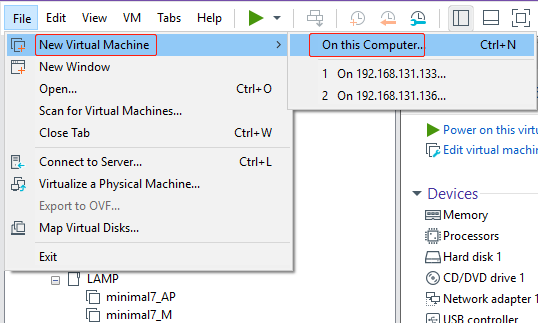 File Edit View VM Tabs Help
New Virtual Machine
On this Computer... Ctrl+N
New Window
1 On 192.168.131.133...
Open... Ctrl+O
2 On 192.168.131.136...
Scan for Virtual Machines...
Close Tab Ctrl+W
Power on this virtu
Edit virtual machin
Connect to Server... Ctrl+L
Virtualize a Physical Machine...
Export to OVF...
Map Virtual Disks...
Exit
Devices
Memory
Processors
Hard disk 1
CD/DVD drive 1
Network adapter 1
USB controller
LAMP
minimal7_AP
minimal7_M